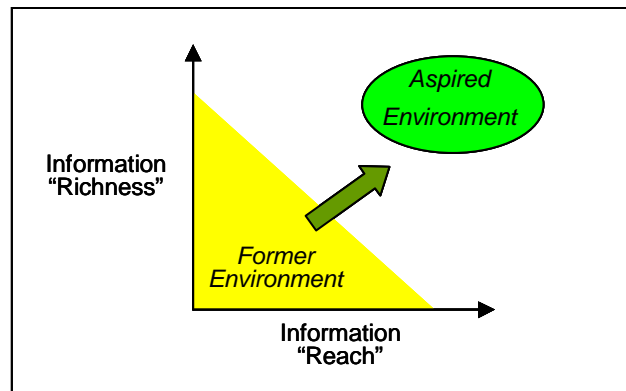 Aspired
Environment
Information
“Richness”
Former
Environment
Information
“Reach”